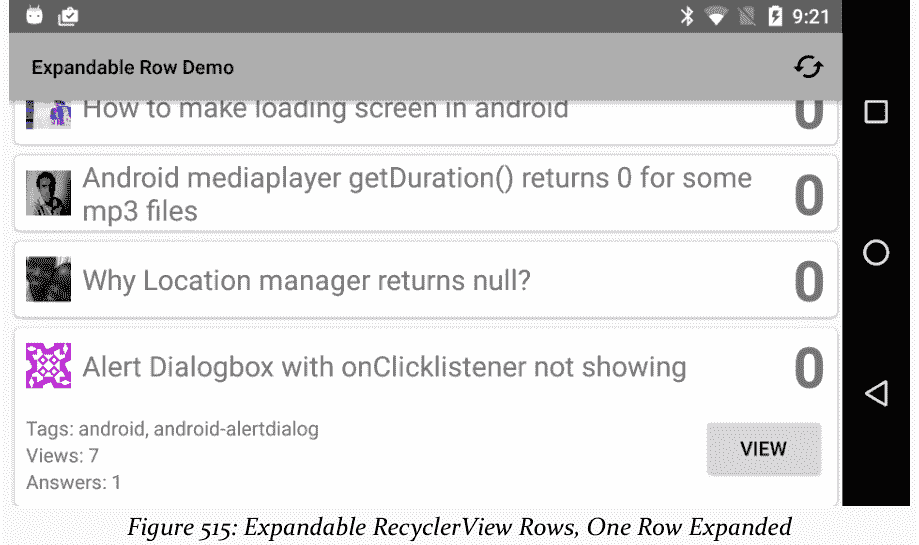 9:21
Expandable Row Demo
How to make loading screen in android
0
Android mediaplayer getDuration() returns 0 for some
mp3 files
0
Why Location manager returns null?
0
Alert Dialogbox with onClicklistener not showing
0
Tags: android, android-alertdialog
Views: 7
Answers: 1
VIEW
Figure 515: Expandable RecyclerView Rows, One Row Expanded